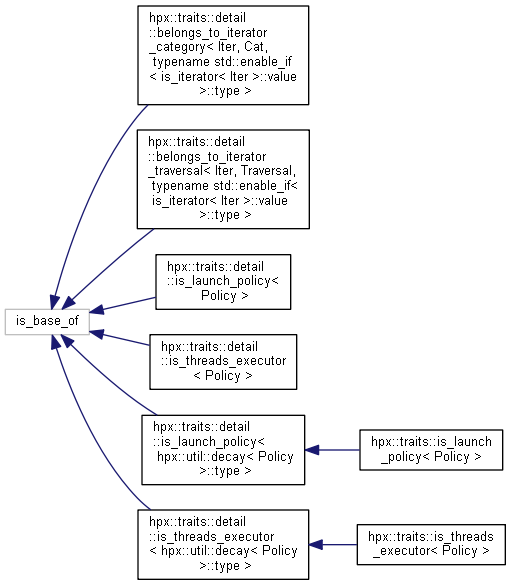 hpx::traits::detail
::belongs_to_iterator
_category< Iter, Cat,
typename std::enable_if
< is_iterator< Iter >::value
>::type >
hpx::traits::detail
::belongs_to_iterator
_traversal< Iter, Traversal,
typename std::enable_if<
is_iterator< Iter >::value
>::type >
hpx::traits::detail
::is_launch_policy<
Policy >
is_base_of
hpx::traits::detail
::is_threads_executor
< Policy >
hpx::traits::detail
::is_launch_policy<
hpx::util::decay< Policy
>::type >
hpx::traits::is_launch
_policy< Policy >
hpx::traits::detail
::is_threads_executor
< hpx::util::decay< Policy
>::type >
hpx::traits::is_threads
_executor< Policy >